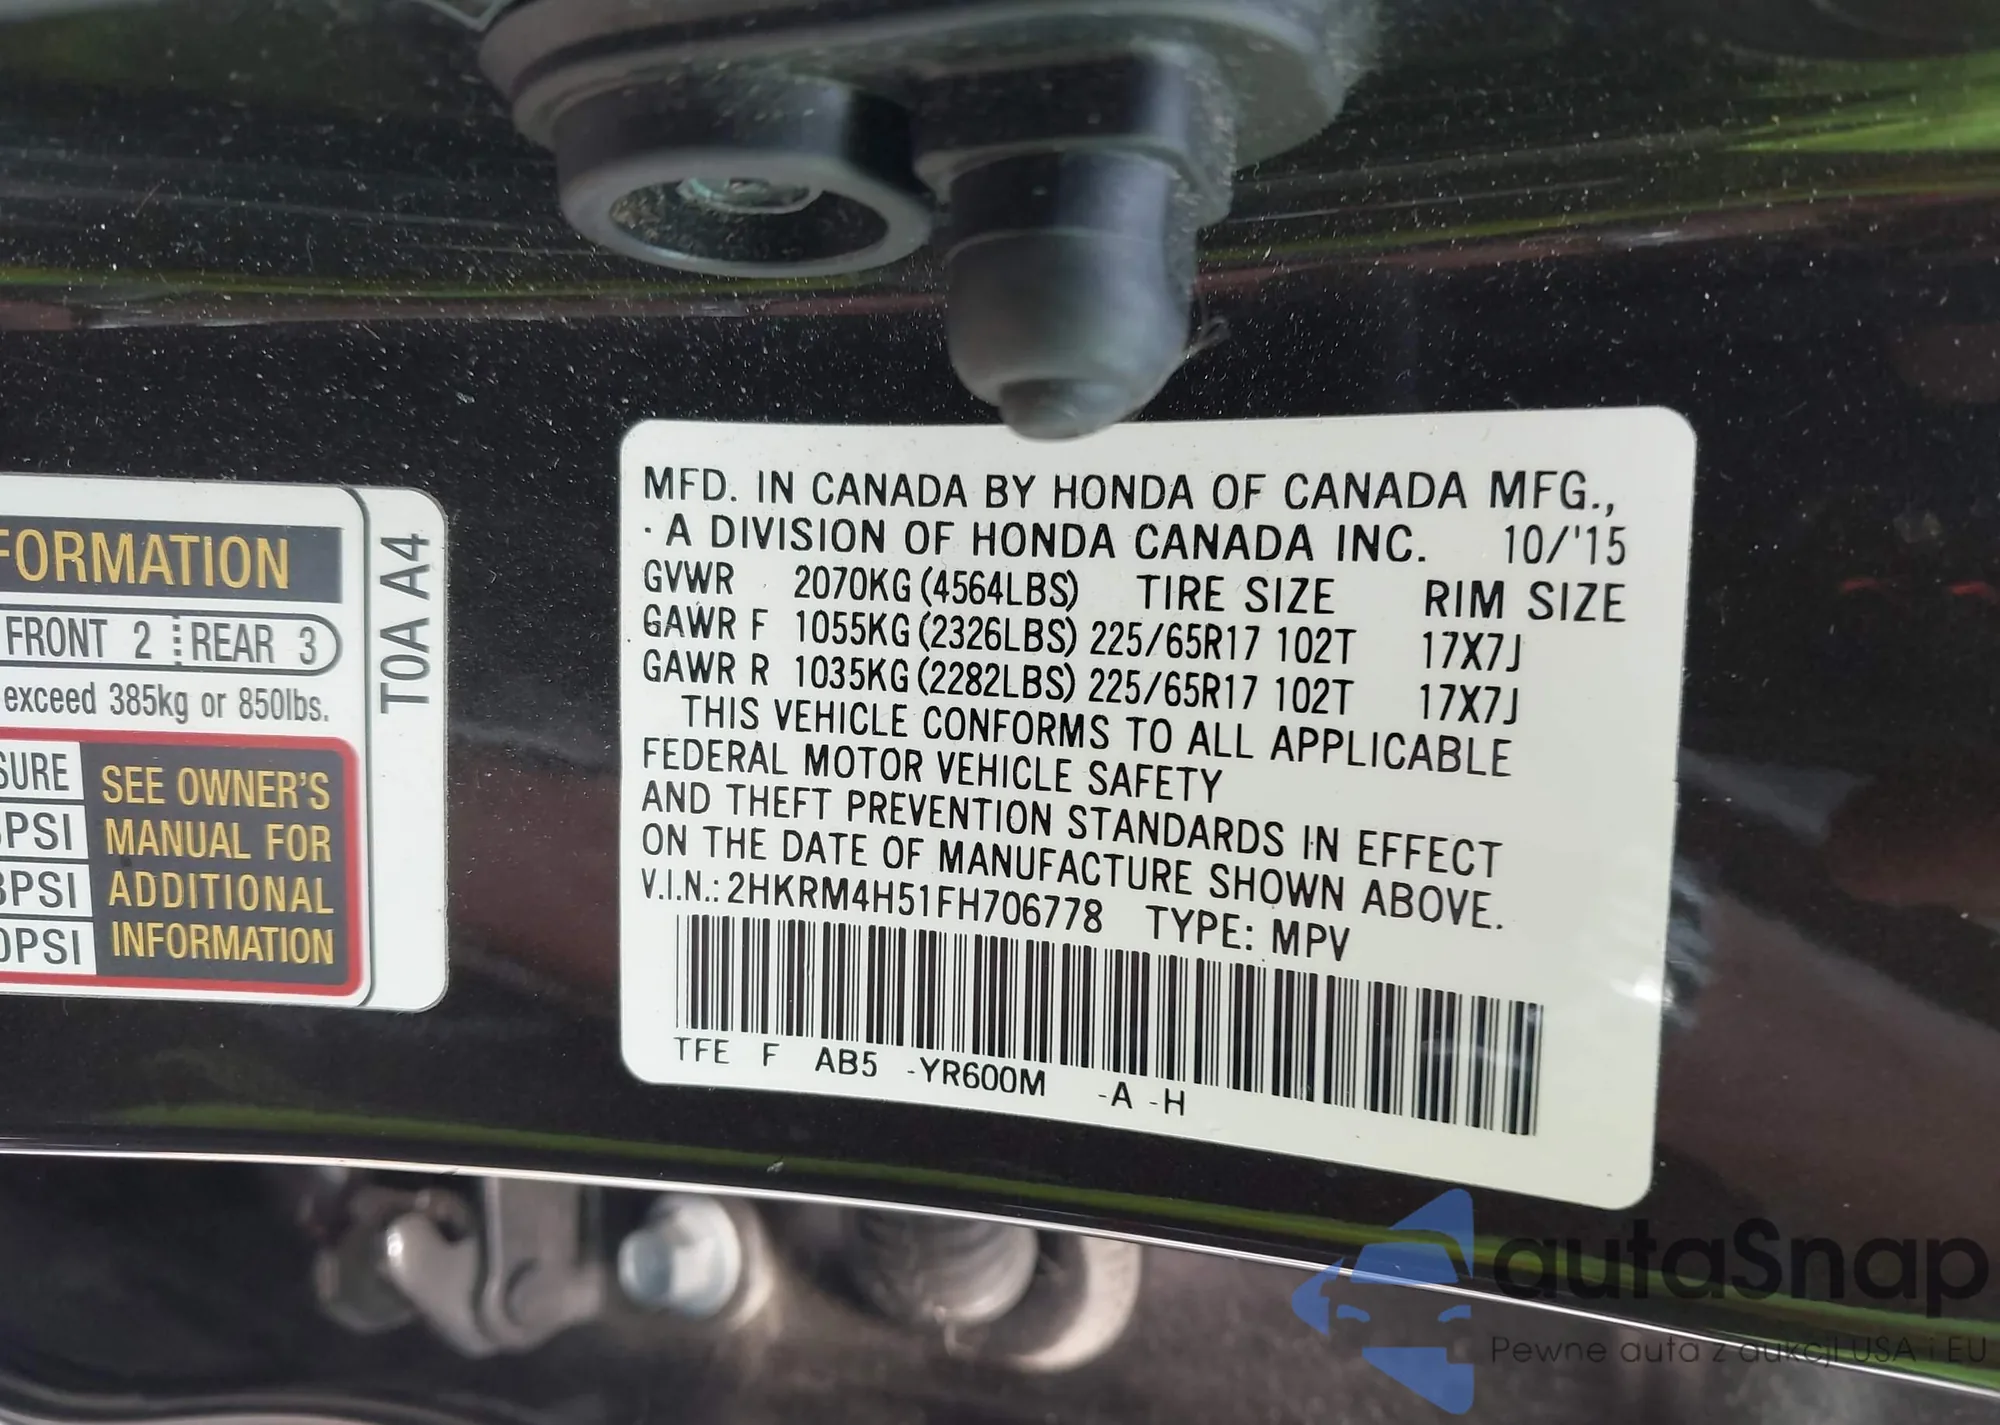 FORMATION
FRONT 2 REAR 3
exceed 385kg or 850lbs.
SURE
PSI
PSI
PSI
SEE OWNER'S
MANUAL FOR
ADDITIONAL
INFORMATION
T0A A4
MFD. IN CANADA BY HONDA OF CANADA MFG.,
· A DIVISION OF HONDA CANADA INC. 10/'15
GVWR 2070KG (4564LBS) TIRE SIZE RIM SIZE
GAWR F 1055KG (2326LBS) 225/65R17 102T 17X7J
GAWR R 1035KG (2282LBS) 225/65R17 102T 17X7J
THIS VEHICLE CONFORMS TO ALL APPLICABLE
FEDERAL MOTOR VEHICLE SAFETY
AND THEFT PREVENTION STANDARDS IN EFFECT
ON THE DATE OF MANUFACTURE SHOWN ABOVE.
V.I.N.: 2HKRM4H51FH706778 TYPE: MPV
TFE F AB5 -YR600M -A -H
autaSnap
Pewne auta z aukcji USA i EU